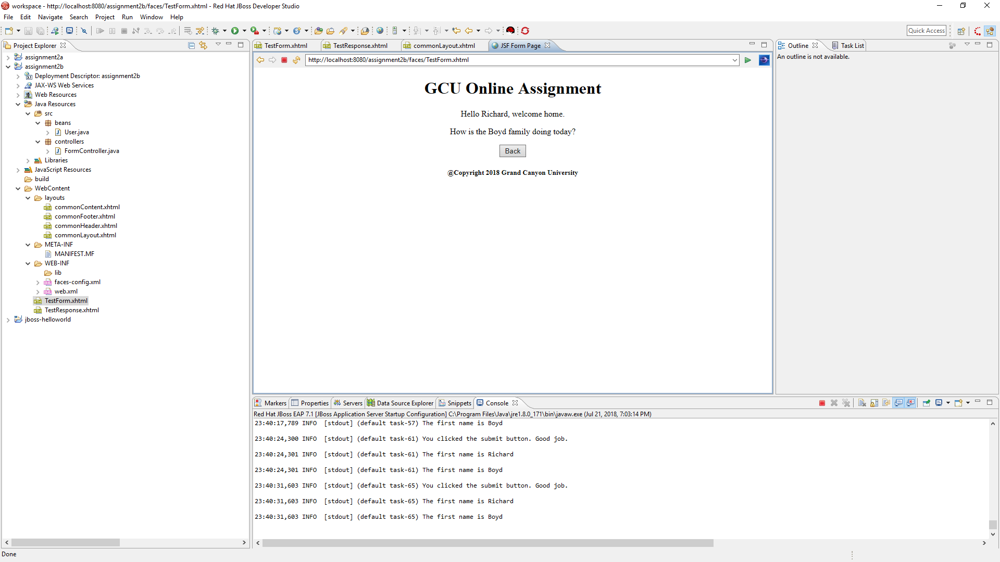 workspace - http://localhost:8080/assignment2b/faces/TestForm.xhtml - Red Hat JBoss Developer Studio
File Edit Navigate Search Project Run Window Help
Quick Access
Project Explorer
assignment2a
assignment2b
Deployment Descriptor: assignment2b
JAX-WS Web Services
Web Resources
Java Resources
src
beans
User.java
controllers
FormController.java
Libraries
JavaScript Resources
build
WebContent
layouts
commonContent.xhtml
commonFooter.xhtml
commonHeader.xhtml
commonLayout.xhtml
META-INF
MANIFEST.MF
WEB-INF
lib
faces-config.xml
web.xml
TestForm.xhtml
TestResponse.xhtml
jboss-helloworld
TestForm.xhtml TestResponse.xhtml commonLayout.xhtml JSF Form Page
http://localhost:8080/assignment2b/faces/TestForm.xhtml
GCU Online Assignment
Hello Richard, welcome home.
How is the Boyd family doing today?
Back
@Copyright 2018 Grand Canyon University
Outline Task List
An outline is not available.
Markers Properties Servers Data Source Explorer Snippets Console
Red Hat JBoss EAP 7.1 [JBoss Application Server Startup Configuration] C:\Program Files\Java\jre1.8.0_171\bin\javaw.exe (Jul 21, 2018, 7:03:14 PM)
23:40:17,789 INFO [stdout] (default task-57) The first name is Boyd
23:40:24,300 INFO [stdout] (default task-61) You clicked the submit button. Good job.
23:40:24,301 INFO [stdout] (default task-61) The first name is Richard
23:40:24,301 INFO [stdout] (default task-61) The first name is Boyd
23:40:31,603 INFO [stdout] (default task-65) You clicked the submit button. Good job.
23:40:31,603 INFO [stdout] (default task-65) The first name is Richard
23:40:31,603 INFO [stdout] (default task-65) The first name is Boyd
Done